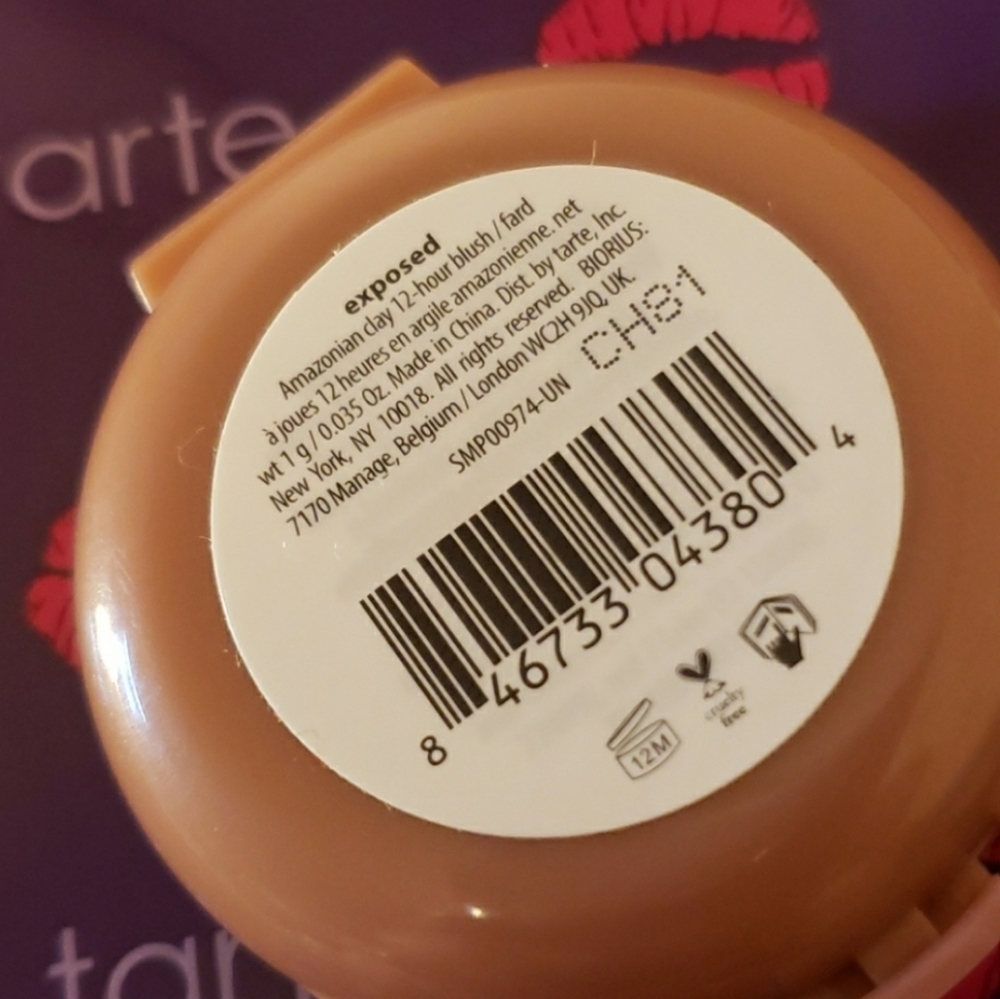 arte
exposed
Amazonian clay 12-hour blush / fard
à joues 12 heures en argile amazonienne. net
wt 1 g / 0.035 Oz. Made in China. Dist. by tarte, Inc.
New York, NY 10018. All rights reserved. BIORIUS:
7170 Manage, Belgium / London WC2H 9JQ, UK.
SMP00974-UN
CH81
8 46733 04380 4
12M
cruelty
free
tar